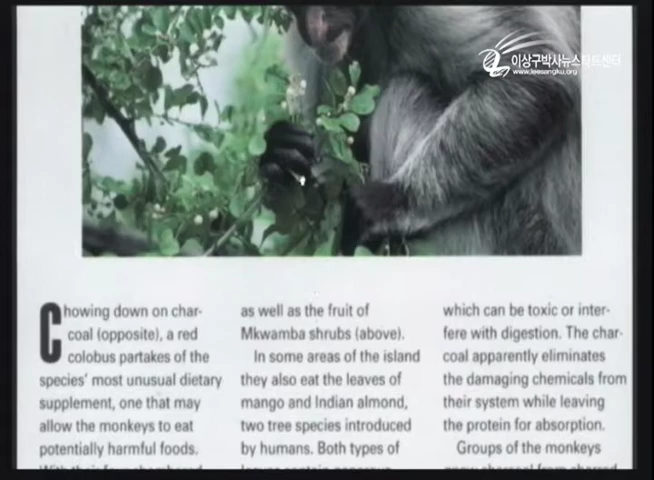 이상구박사뉴스타트센터
www.leesangku.org
Chowing down on char-
coal (opposite), a red
colobus partakes of the
species' most unusual dietary
supplement, one that may
allow the monkeys to eat
potentially harmful foods.
as well as the fruit of
Mkwamba shrubs (above).
In some areas of the island
they also eat the leaves of
mango and Indian almond,
two tree species introduced
by humans. Both types of
which can be toxic or inter-
fere with digestion. The char-
coal apparently eliminates
the damaging chemicals from
their system while leaving
the protein for absorption.
Groups of the monkeys